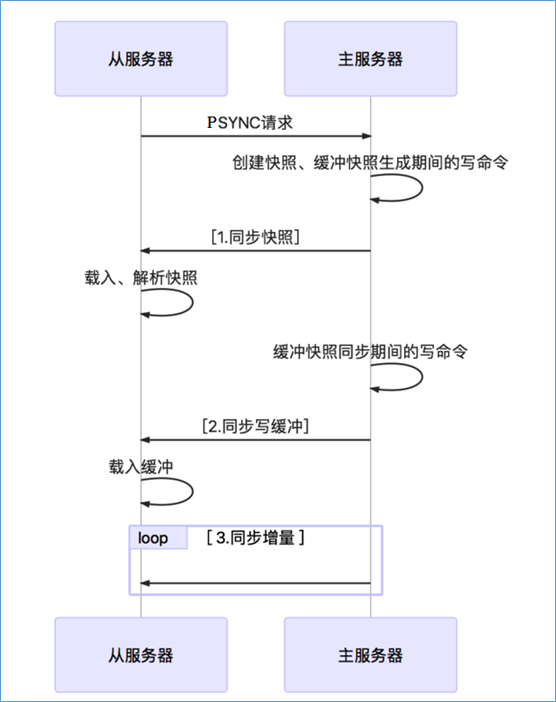 从服务器
主服务器
PSYNC请求
创建快照、缓冲快照生成期间的写命令
[1.同步快照]
载入、解析快照
缓冲快照同步期间的写命令
[2.同步写缓冲]
载入缓冲
loop
[ 3.同步增量 ]
从服务器
主服务器